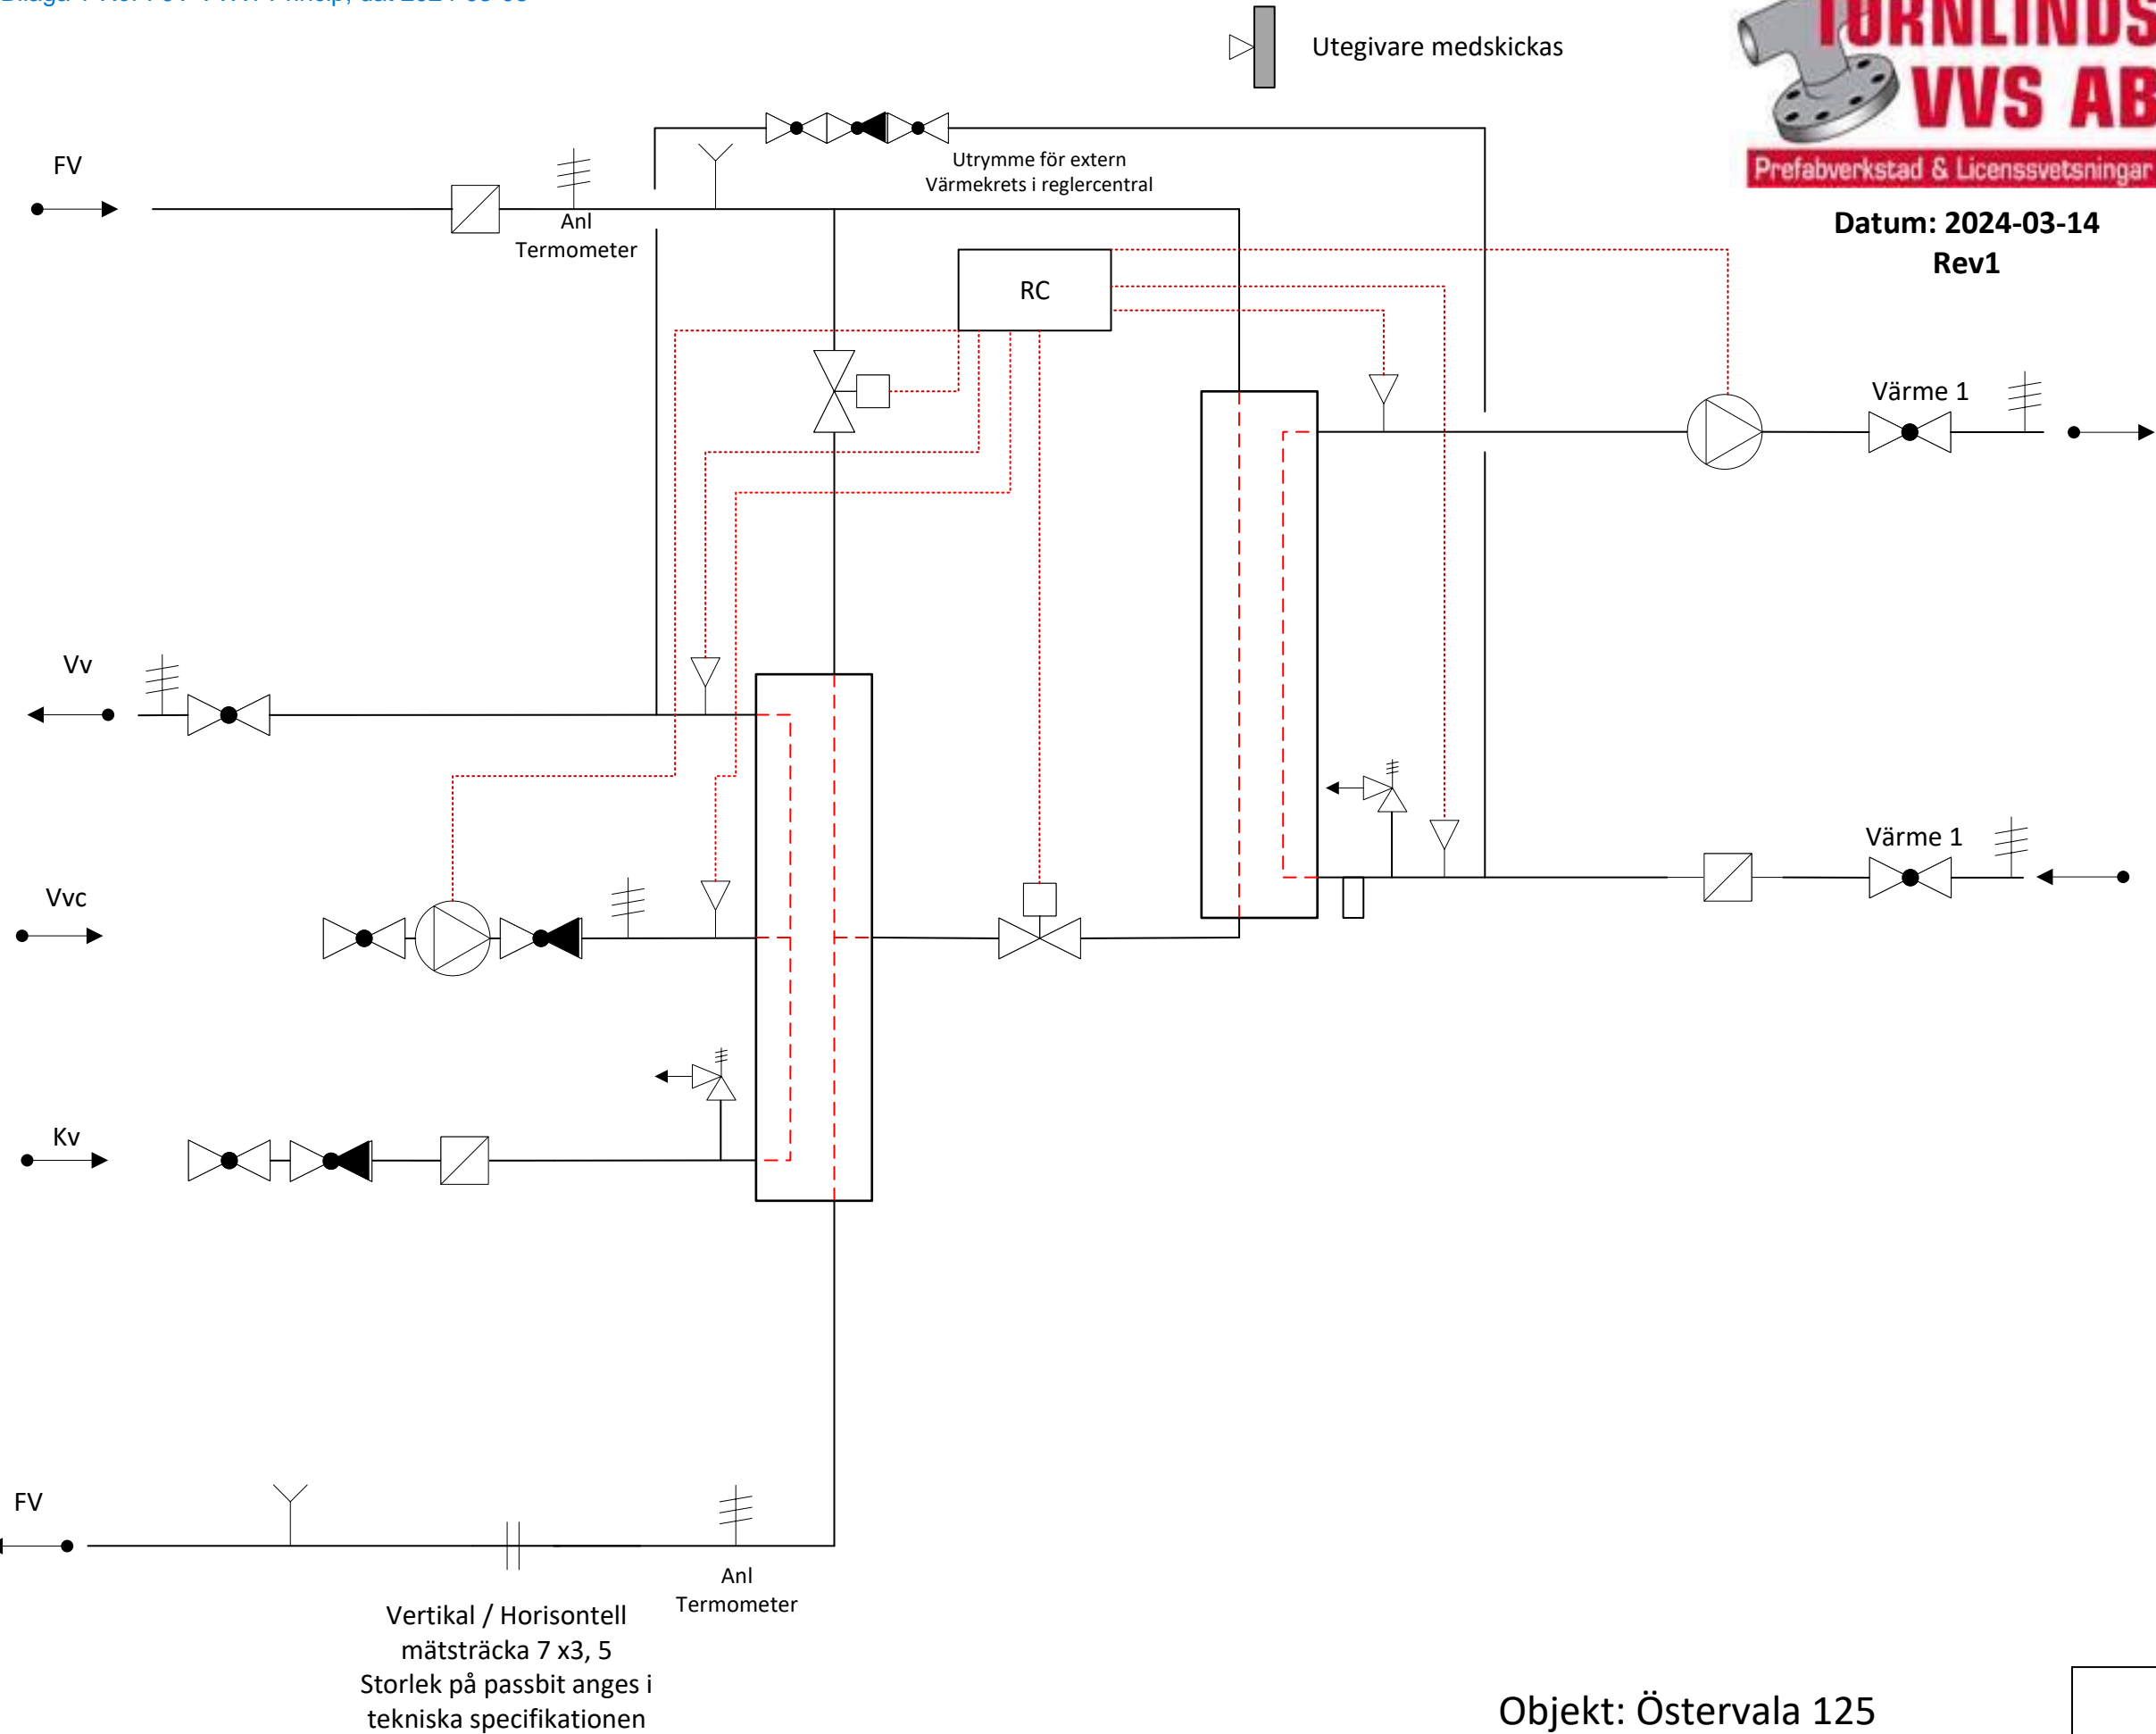 Utegivare medskickas
TÖRNLINDS
VVS AB
Prefabverkstad & Licenssvetsningar
Datum: 2024-03-14
Rev1
FV
Anl
Termometer
Utrymme för extern
Värmekrets i reglercentral
RC
Värme 1
Vv
Värme 1
Vvc
Kv
FV
Anl
Termometer
Vertikal / Horisontell
mätsträcka 7 x3, 5
Storlek på passbit anges i
tekniska specifikationen
Objekt: Östervala 125